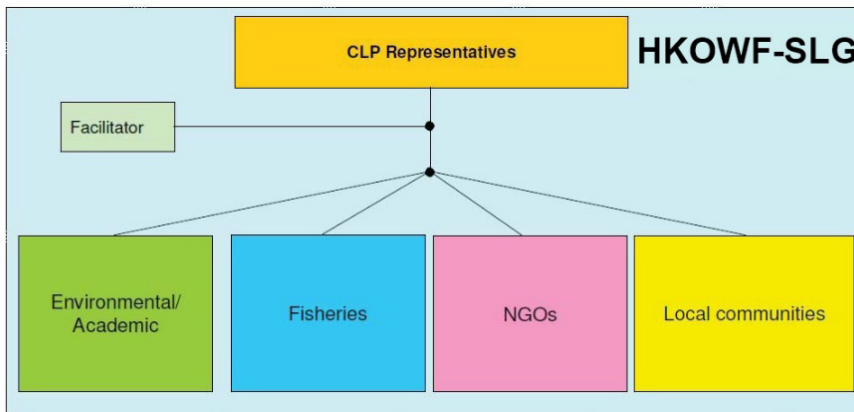 CLP Representatives
HKOWF-SLG
Facilitator
Environmental/
Academic
Fisheries
NGOs
Local communities